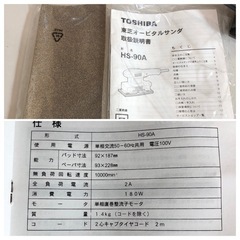 TOSHIBA
東芝オービタルサンダ
取扱説明書
形名
HS-90A
仕様
形式 HS-90A
使用電源 単相交流50~60Hz共用 電圧100V
能力 パッド寸法 92×187mm
ペーパー寸法 93×228mm
無負荷回転速度 10000min⁻¹
全負荷電流 2A
消費電力 180W
モータ 単相直巻整流子モータ
質量 1.4kg(コードを除く)
コード 2心キャブタイヤコード 2m